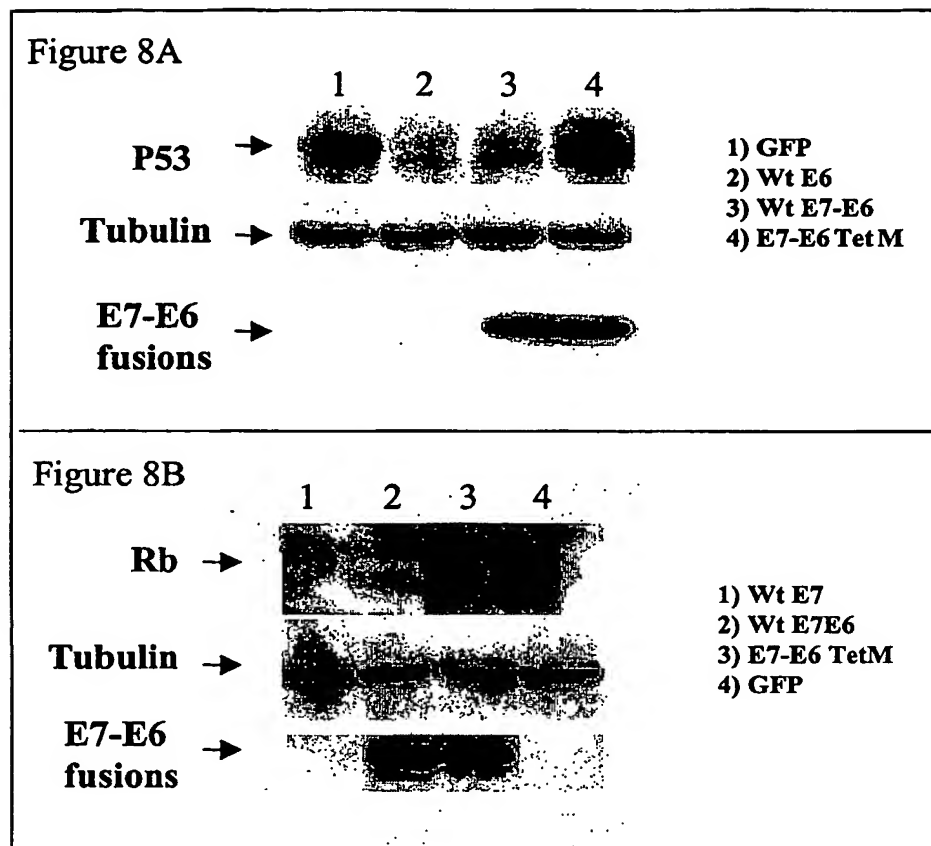 Figure 8A
1 2 3 4
P53
Tubulin
E7-E6
fusions
1) GFP
2) Wt E6
3) Wt E7-E6
4) E7-E6 TetM
Figure 8B
1 2 3 4
Rb
Tubulin
E7-E6
fusions
1) Wt E7
2) Wt E7E6
3) E7-E6 TetM
4) GFP